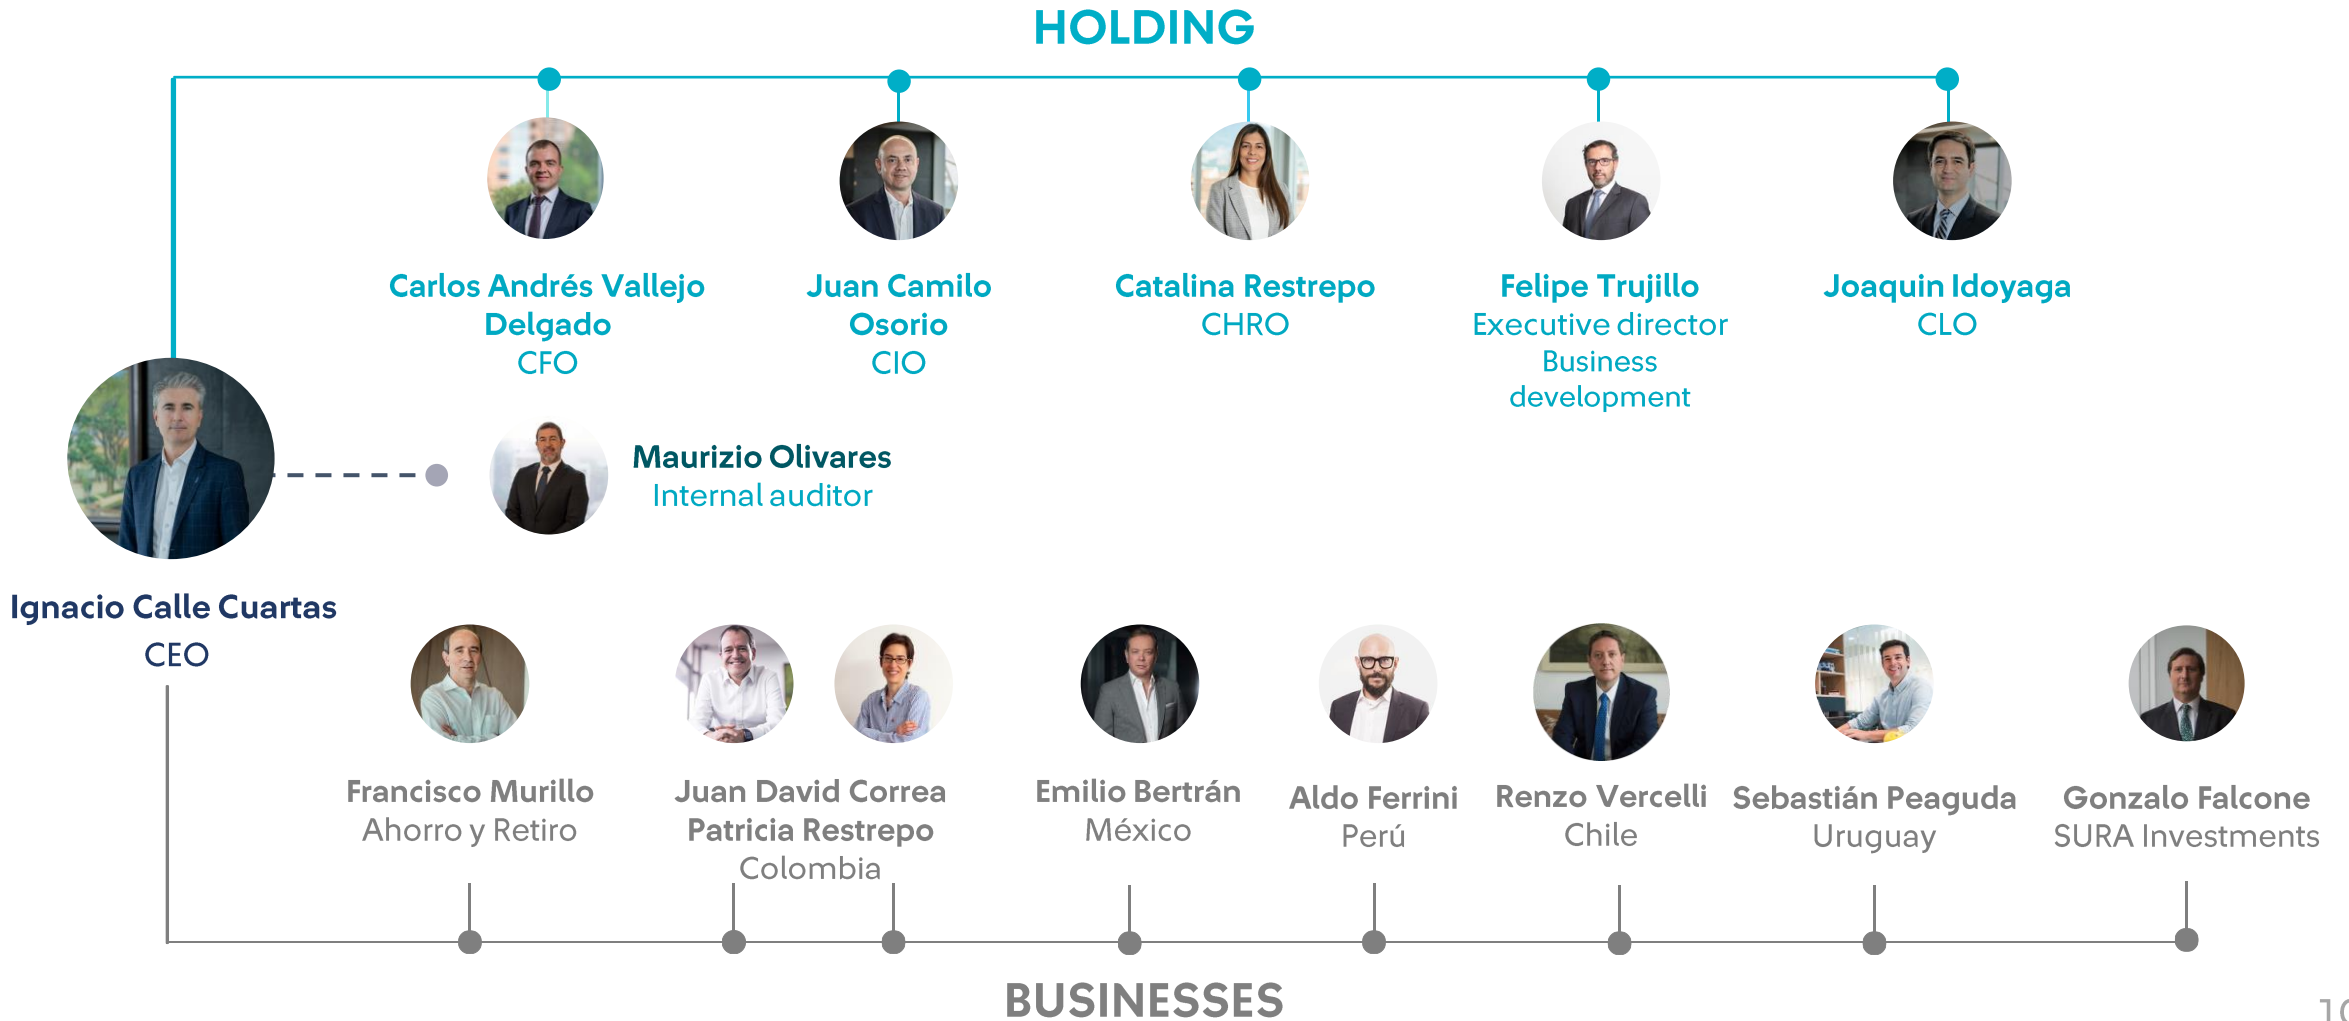 HOLDING
Carlos Andrés Vallejo
Delgado
CFO
Juan Camilo
Osorio
CIO
Catalina Restrepo
CHRO
Felipe Trujillo
Executive director
Business
development
Joaquin Idoyaga
CLO
Maurizio Olivares
Internal auditor
Ignacio Calle Cuartas
CEO
Francisco Murillo
Ahorro y Retiro
Juan David Correa
Patricia Restrepo
Colombia
Emilio Bertrán
México
Aldo Ferrini
Perú
Renzo Vercelli
Chile
Sebastián Peaguda
Uruguay
Gonzalo Falcone
SURA Investments
BUSINESSES